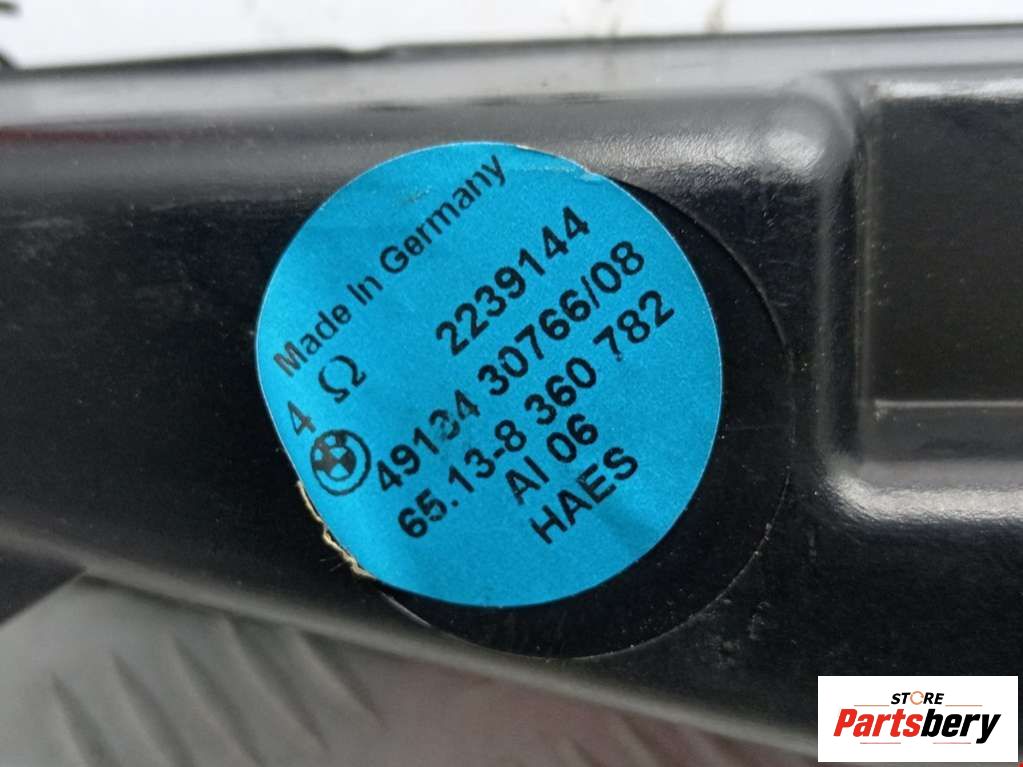 Made In Germany
4 Ω 2239144
49134 30766/08
65.13-8 360 782
AI 06
HAES
STORE
Partsbery